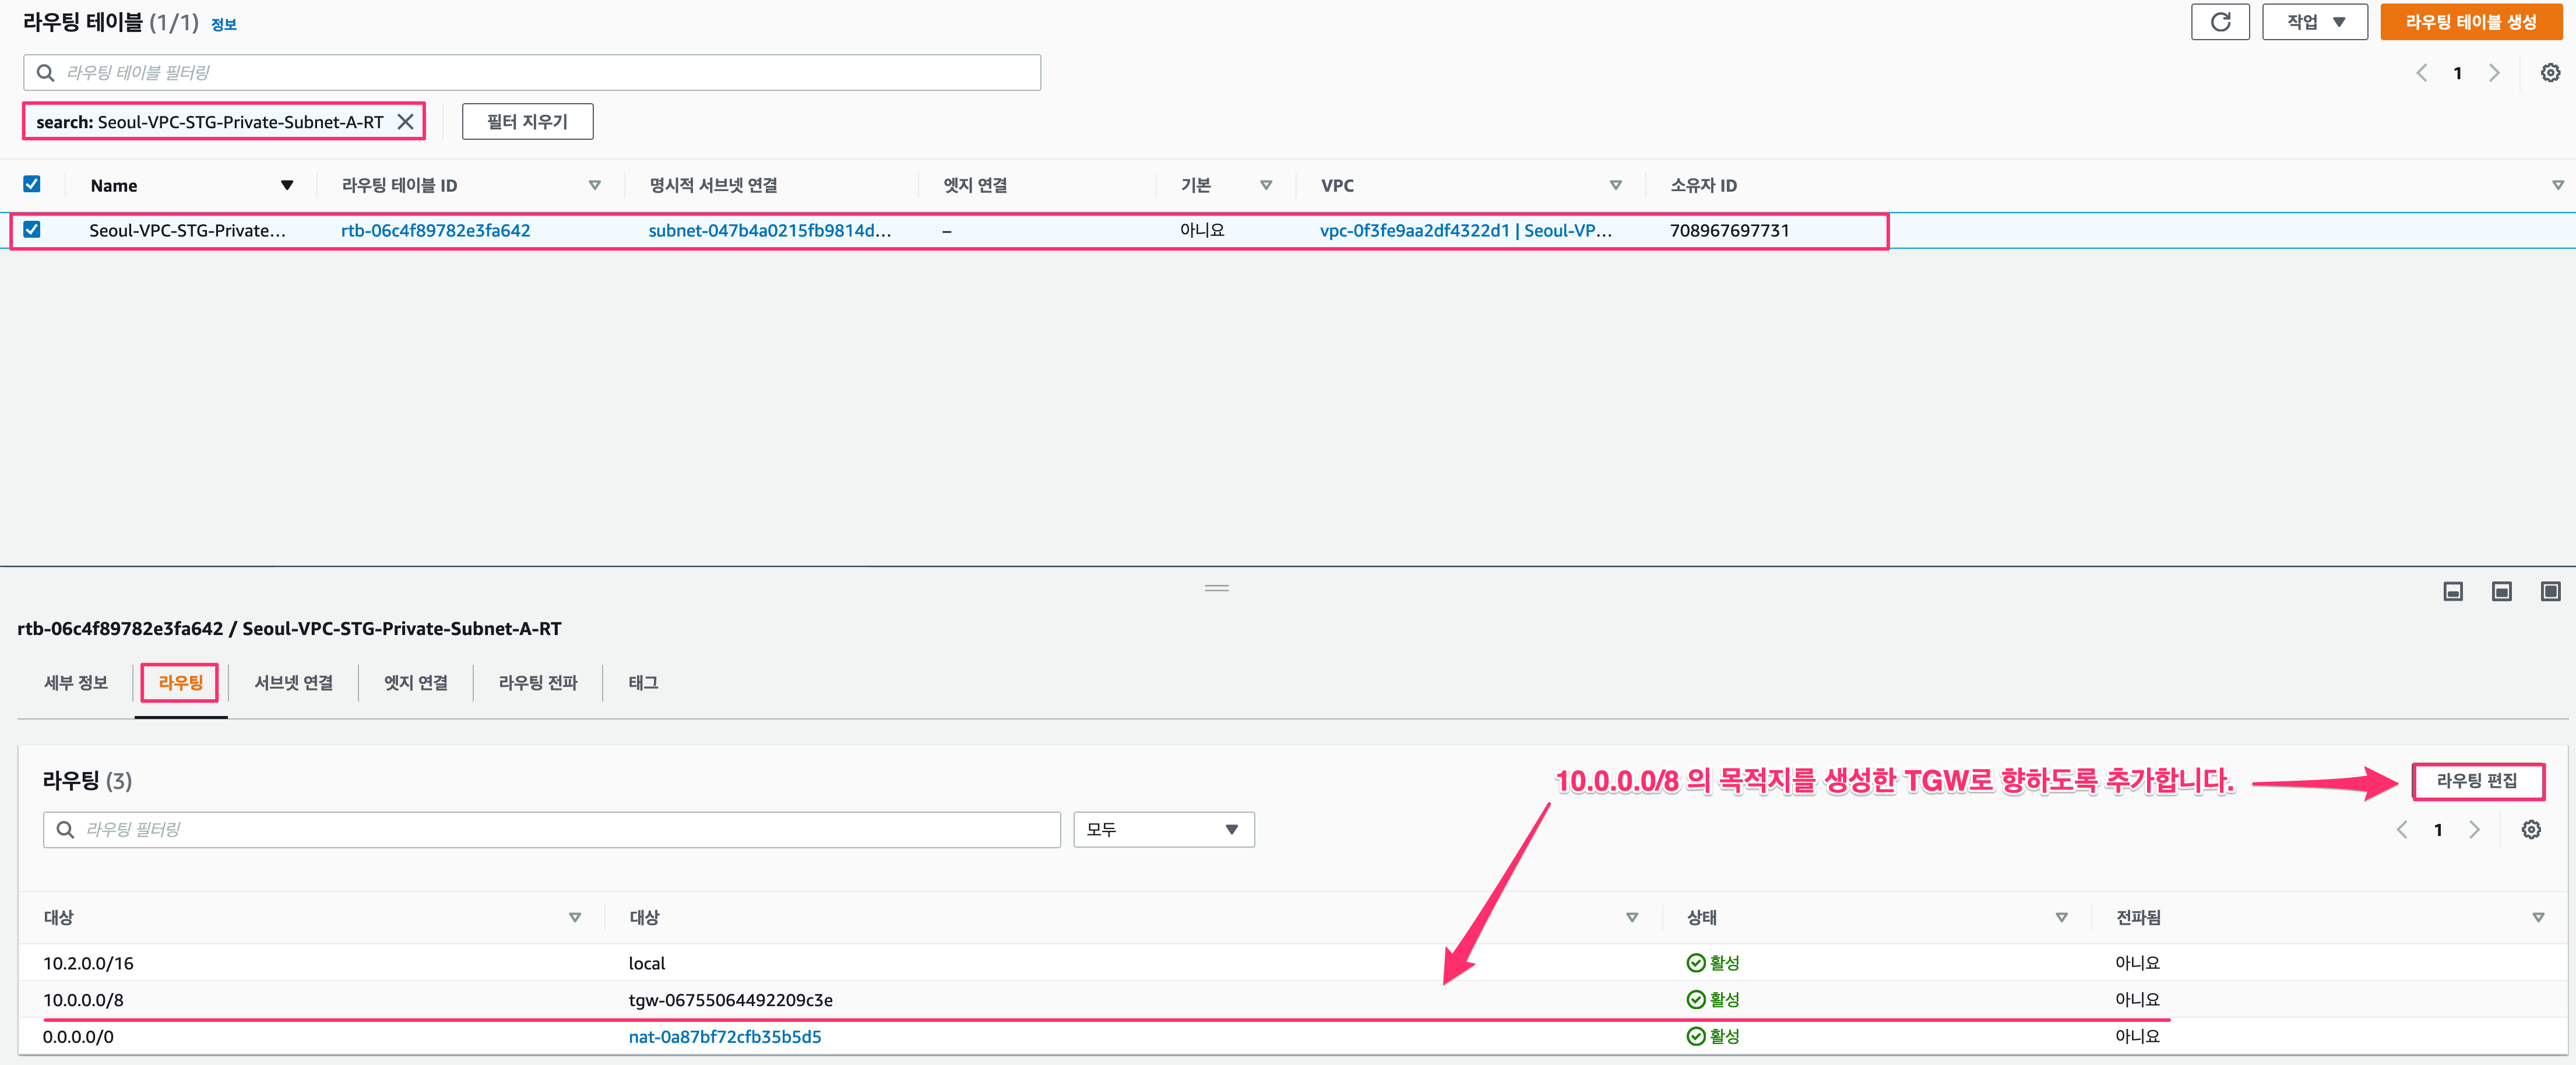 라우팅 테이블 (1/1) 정보
작업
라우팅 테이블 생성
라우팅 테이블 필터링
1
search: Seoul-VPC-STG-Private-Subnet-A-RT
필터 지우기
Name 라우팅 테이블 ID 명시적 서브넷 연결 엣지 연결 기본 VPC 소유자 ID
Seoul-VPC-STG-Private... rtb-06c4f89782e3fa642 subnet-047b4a0215fb9814d... – 아니요 vpc-0f3fe9aa2df4322d1 | Seoul-VP... 708967697731
rtb-06c4f89782e3fa642 / Seoul-VPC-STG-Private-Subnet-A-RT
세부 정보 라우팅 서브넷 연결 엣지 연결 라우팅 전파 태그
라우팅 (3)
10.0.0.0/8 의 목적지를 생성한 TGW로 향하도록 추가합니다.
라우팅 편집
라우팅 필터링
모두
1
대상 대상 상태 전파됨
10.2.0.0/16 local 활성 아니요
10.0.0.0/8 tgw-06755064492209c3e 활성 아니요
0.0.0.0/0 nat-0a87bf72cfb35b5d5 활성 아니요